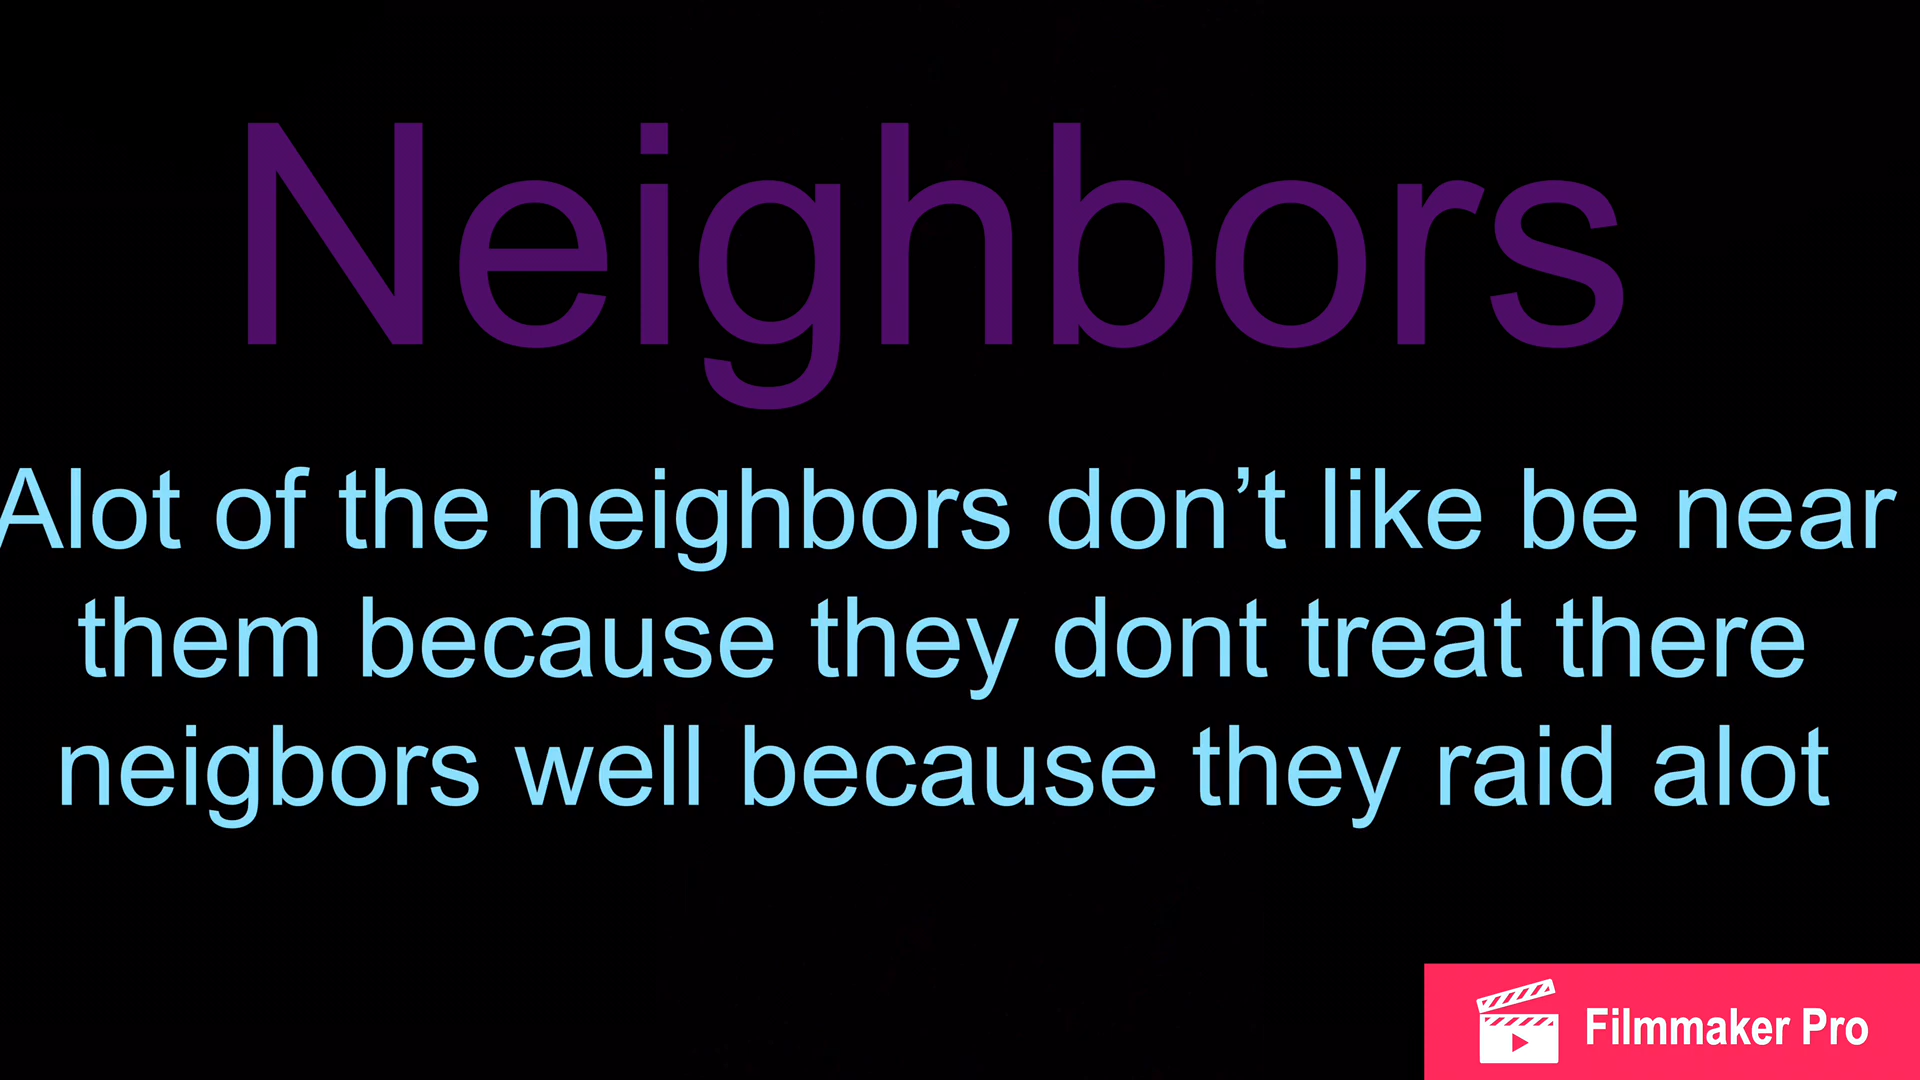 Neighbors
Alot of the neighbors don’t like be near
them because they dont treat there
neigbors well because they raid alot
Filmmaker Pro